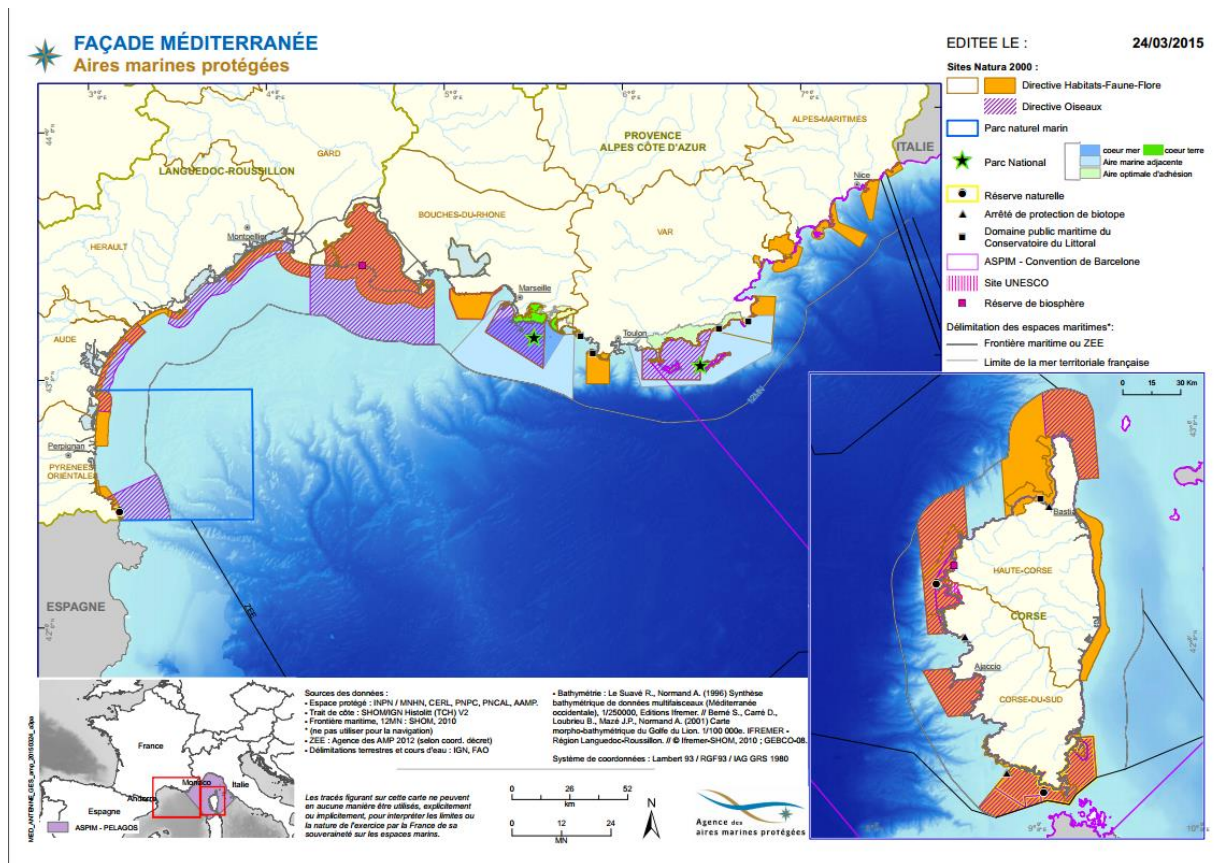 FAÇADE MÉDITERRANÉE
Aires marines protégées
EDITEE LE :
24/03/2015
Sites Natura 2000 :
Directive Habitats-Faune-Flore
Directive Oiseaux
Parc naturel marin
Parc National
coeur mer
coeur terre
Aire marine adjacente
Aire optimale d'adhésion
Réserve naturelle
Arrêté de protection de biotope
Domaine public maritime du
Conservatoire du Littoral
ASPIM - Convention de Barcelone
Site UNESCO
Réserve de biosphère
Délimitation des espaces maritimes*:
Frontière maritime ou ZEE
Limite de la mer territoriale française
ALPES-MARITIMES
PROVENCE
ALPES CÔTE D'AZUR
ITALIE
GARD
LANGUEDOC-ROUSSILLON
Nice
BOUCHES-DU-RHONE
VAR
Montpellier
HERAULT
Marseille
Toulon
AUDE
12MN
Perpignan
PYRENEES
ORIENTALES
ESPAGNE
ZEE
0 15 30 Km
Bastia
HAUTE-CORSE
CORSE
Ajaccio
CORSE-DU-SUD
France
Monaco
Italie
Andorre
Espagne
ASPIM - PELAGOS
Sources des données :
• Espace protégé : INPN / MNHN, CERL, PNPC, PNCAL, AAMP.
• Trait de côte : SHOM/IGN Histolitt (TCH) V2
• Frontière maritime, 12MN : SHOM, 2010
* (ne pas utiliser pour la navigation)
• ZEE : Agence des AMP 2012 (selon coord. décret)
• Délimitations terrestres et cours d'eau : IGN, FAO
• Bathymétrie : Le Suavé R., Normand A. (1996) Synthèse
bathymétrique de données multifaisceaux (Méditerranée
occidentale), 1/250000, Editions Ifremer. // Berné S., Carré D.,
Loubrieu B., Mazé J.P., Normand A. (2001) Carte
morpho-bathymétrique du Golfe du Lion. 1/100 000e. IFREMER -
Région Languedoc-Roussillon. // © Ifremer-SHOM, 2010 ; GEBCO-08.
Système de coordonnées : Lambert 93 / RGF93 / IAG GRS 1980
Les tracés figurant sur cette carte ne peuvent
en aucune manière être utilisés, explicitement
ou implicitement, pour interpréter les limites ou
la nature de l'exercice par la France de sa
souveraineté sur les espaces marins.
0 26 52
km
0 12 24
MN
N
Agence des
aires marines protégées